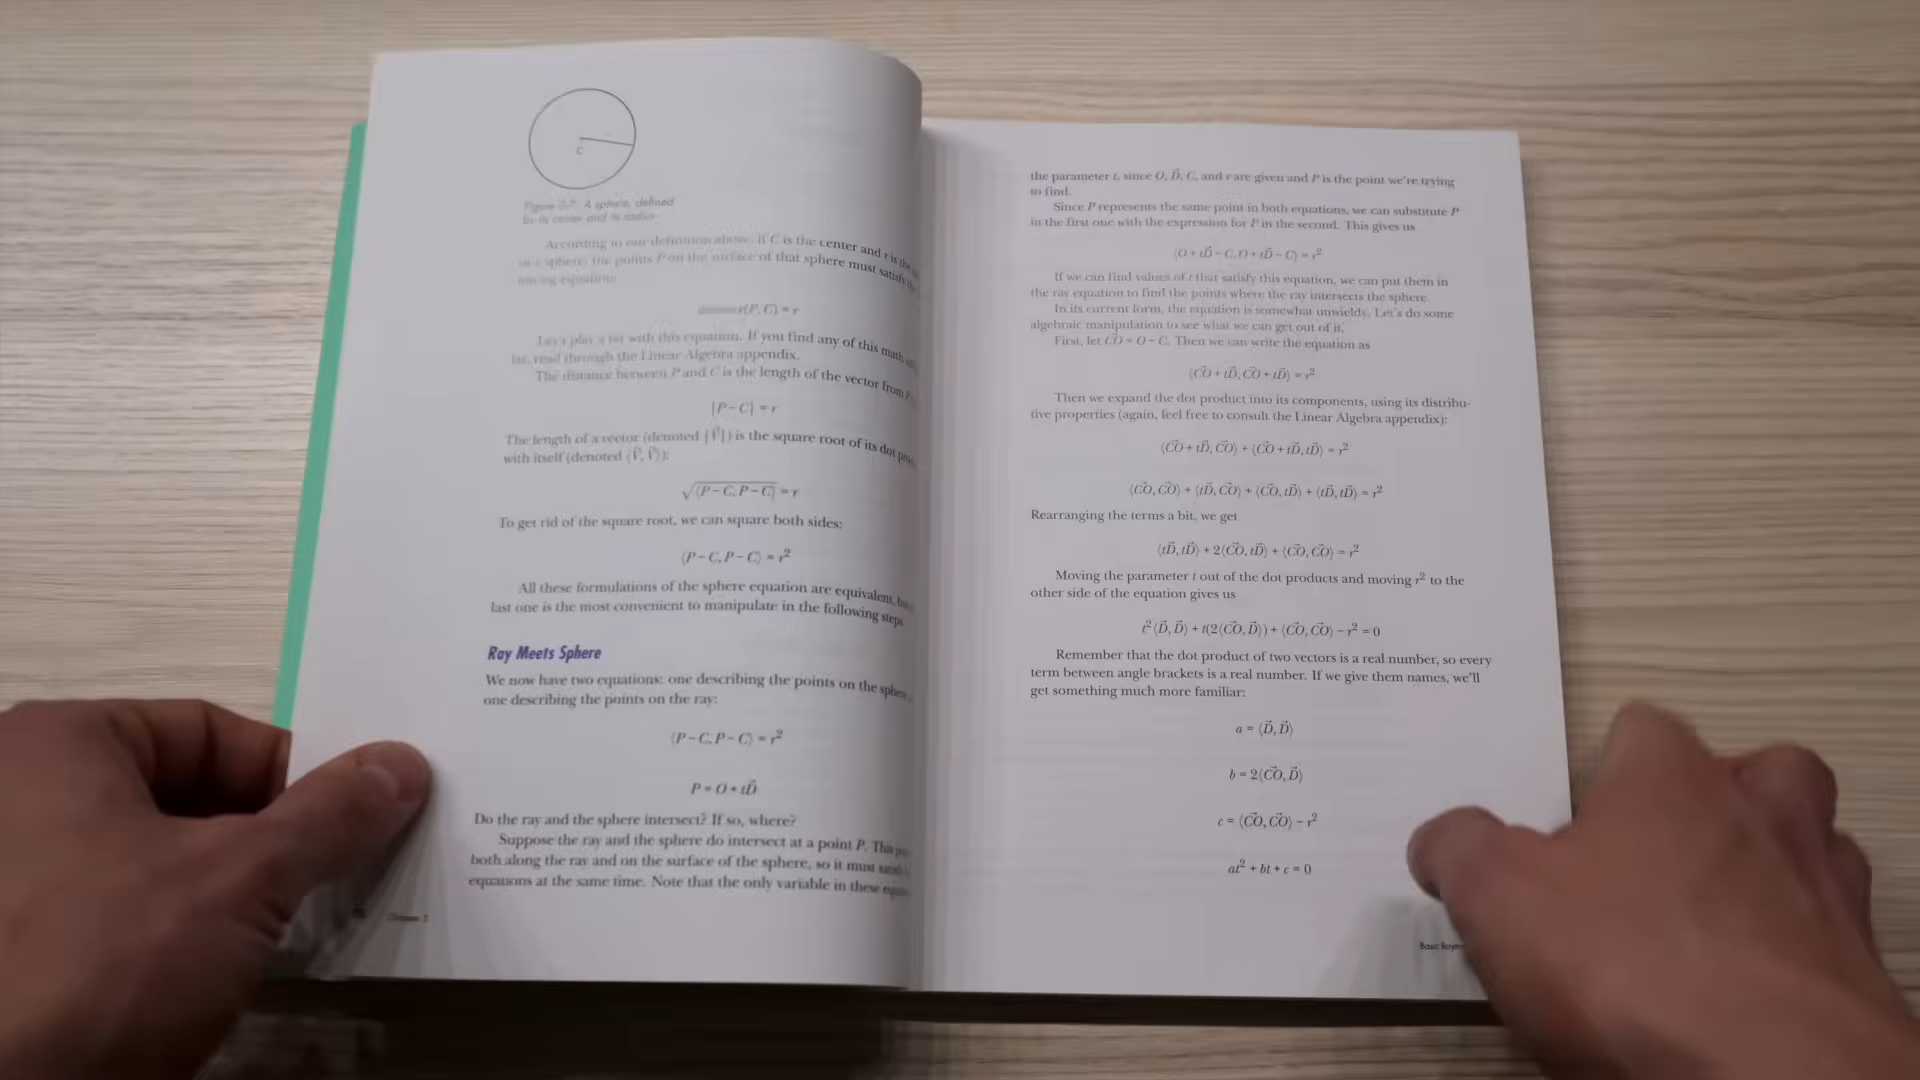 C
Figure 2-7: A sphere, defined
by its center and its radius
According to our definition above, if C is the center and r is the
of a sphere, the points P on the surface of that sphere must satisfy the
lowing equation:
(P, C) = r
Let's play a bit with this equation. If you find any of this math
read through the Linear Algebra appendix.
The distance between P and C is the length of the vector from P
|P − C| = r
The length of a vector (denoted |V⃗|) is the square root of its dot
with itself (denoted ⟨V⃗, V⃗⟩):
√⟨P − C, P − C⟩ = r
To get rid of the square root, we can square both sides:
⟨P − C, P − C⟩ = r²
All these formulations of the sphere equation are equivalent,
last one is the most convenient to manipulate in the following steps.
Ray Meets Sphere
We now have two equations: one describing the points on the sphere
one describing the points on the ray:
⟨P − C, P − C⟩ = r²
P = O + tD⃗
Do the ray and the sphere intersect? If so, where?
Suppose the ray and the sphere do intersect at a point P. This
both along the ray and on the surface of the sphere, so it must
equations at the same time. Note that the only variable in these
Chapter 2
the parameter t, since O, D⃗, C, and r are given and P is the point we're trying
to find.
Since P represents the same point in both equations, we can substitute P
in the first one with the expression for P in the second. This gives us
⟨O + tD⃗ − C, O + tD⃗ − C⟩ = r²
If we can find values of t that satisfy this equation, we can put them in
the ray equation to find the points where the ray intersects the sphere.
In its current form, the equation is somewhat unwieldy. Let's do some
algebraic manipulation to see what we can get out of it.
First, let CO⃗ = O − C. Then we can write the equation as
⟨CO⃗ + tD⃗, CO⃗ + tD⃗⟩ = r²
Then we expand the dot product into its components, using its distribu-
tive properties (again, feel free to consult the Linear Algebra appendix):
⟨CO⃗ + tD⃗, CO⃗⟩ + ⟨CO⃗ + tD⃗, tD⃗⟩ = r²
⟨CO⃗, CO⃗⟩ + ⟨tD⃗, CO⃗⟩ + ⟨CO⃗, tD⃗⟩ + ⟨tD⃗, tD⃗⟩ = r²
Rearranging the terms a bit, we get
⟨tD⃗, tD⃗⟩ + 2⟨CO⃗, tD⃗⟩ + ⟨CO⃗, CO⃗⟩ = r²
Moving the parameter t out of the dot products and moving r² to the
other side of the equation gives us
t²⟨D⃗, D⃗⟩ + t(2⟨CO⃗, D⃗⟩) + ⟨CO⃗, CO⃗⟩ − r² = 0
Remember that the dot product of two vectors is a real number, so every
term between angle brackets is a real number. If we give them names, we'll
get something much more familiar:
a = ⟨D⃗, D⃗⟩
b = 2⟨CO⃗, D⃗⟩
c = ⟨CO⃗, CO⃗⟩ − r²
at² + bt + c = 0
Basic